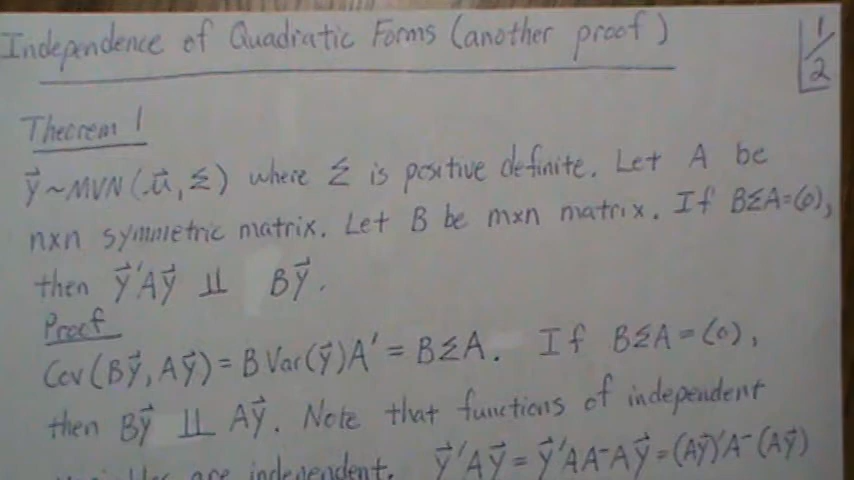 Independence of Quadratic Forms (another proof)
1/2
Theorem 1
y⃗ ~ MVN(μ⃗, Σ) where Σ is positive definite. Let A be
nxn symmetric matrix. Let B be mxn matrix. If BΣA=(0),
then y⃗'Ay⃗ ⫫ By⃗.
Proof
Cov(By⃗, Ay⃗) = B Var(y⃗)A' = BΣA. If BΣA=(0),
then By⃗ ⫫ Ay⃗. Note that functions of independent
are independent. y⃗'Ay⃗ = y⃗'AA⁻Ay⃗ = (Ay⃗)'A⁻(Ay⃗)